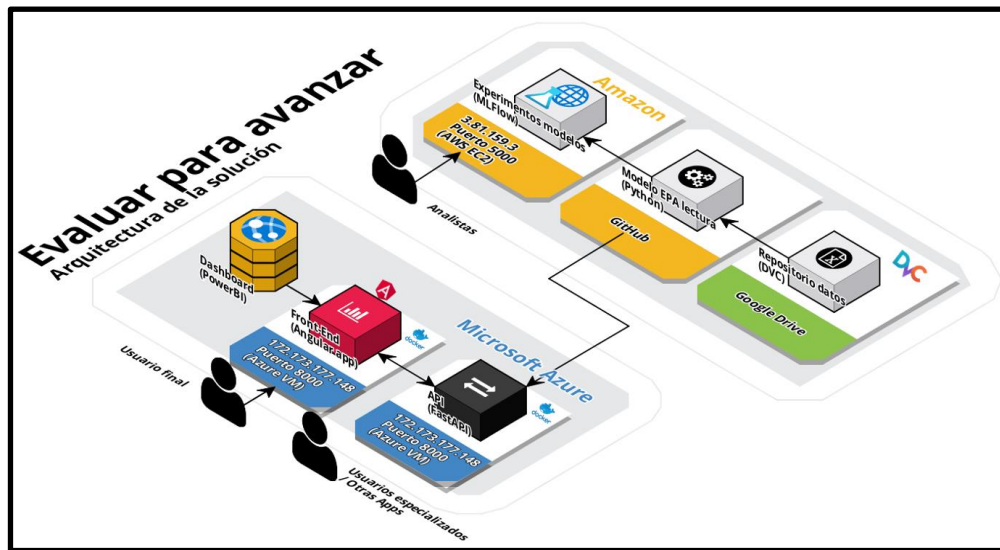 Evaluar para avanzar
Arquitectura de la solución
Amazon
Experimentos modelos
(MLFlow)
3.81.159.3
Puerto 5000
(AWS EC2)
Analistas
Modelo EPA lectura
(Python)
GitHub
DVC
Repositorio datos
(DVC)
Google Drive
Dashboard
(PowerBI)
A
Front-End
(Angular.app)
docker
172.173.177.148
Puerto 8000
(Azure VM)
Usuario final
Microsoft Azure
API
(FastAPI)
docker
172.173.177.148
Puerto 8000
(Azure VM)
Usuarios especializados
/ Otras Apps